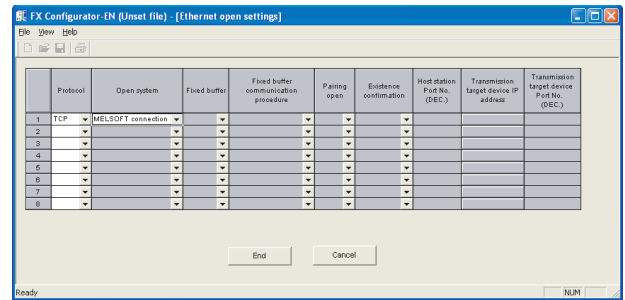 FX Configurator-EN (Unset file) - [Ethernet open settings]
File View Help
Protocol
Open system
Fixed buffer
Fixed buffer
communication
procedure
Pairing
open
Existence
confirmation
Host station
Port No.
(DEC.)
Transmission
target device IP
address
Transmission
target device
Port No.
(DEC.)
1 TCP MELSOFT connection
2
3
4
5
6
7
8
End Cancel
Ready NUM